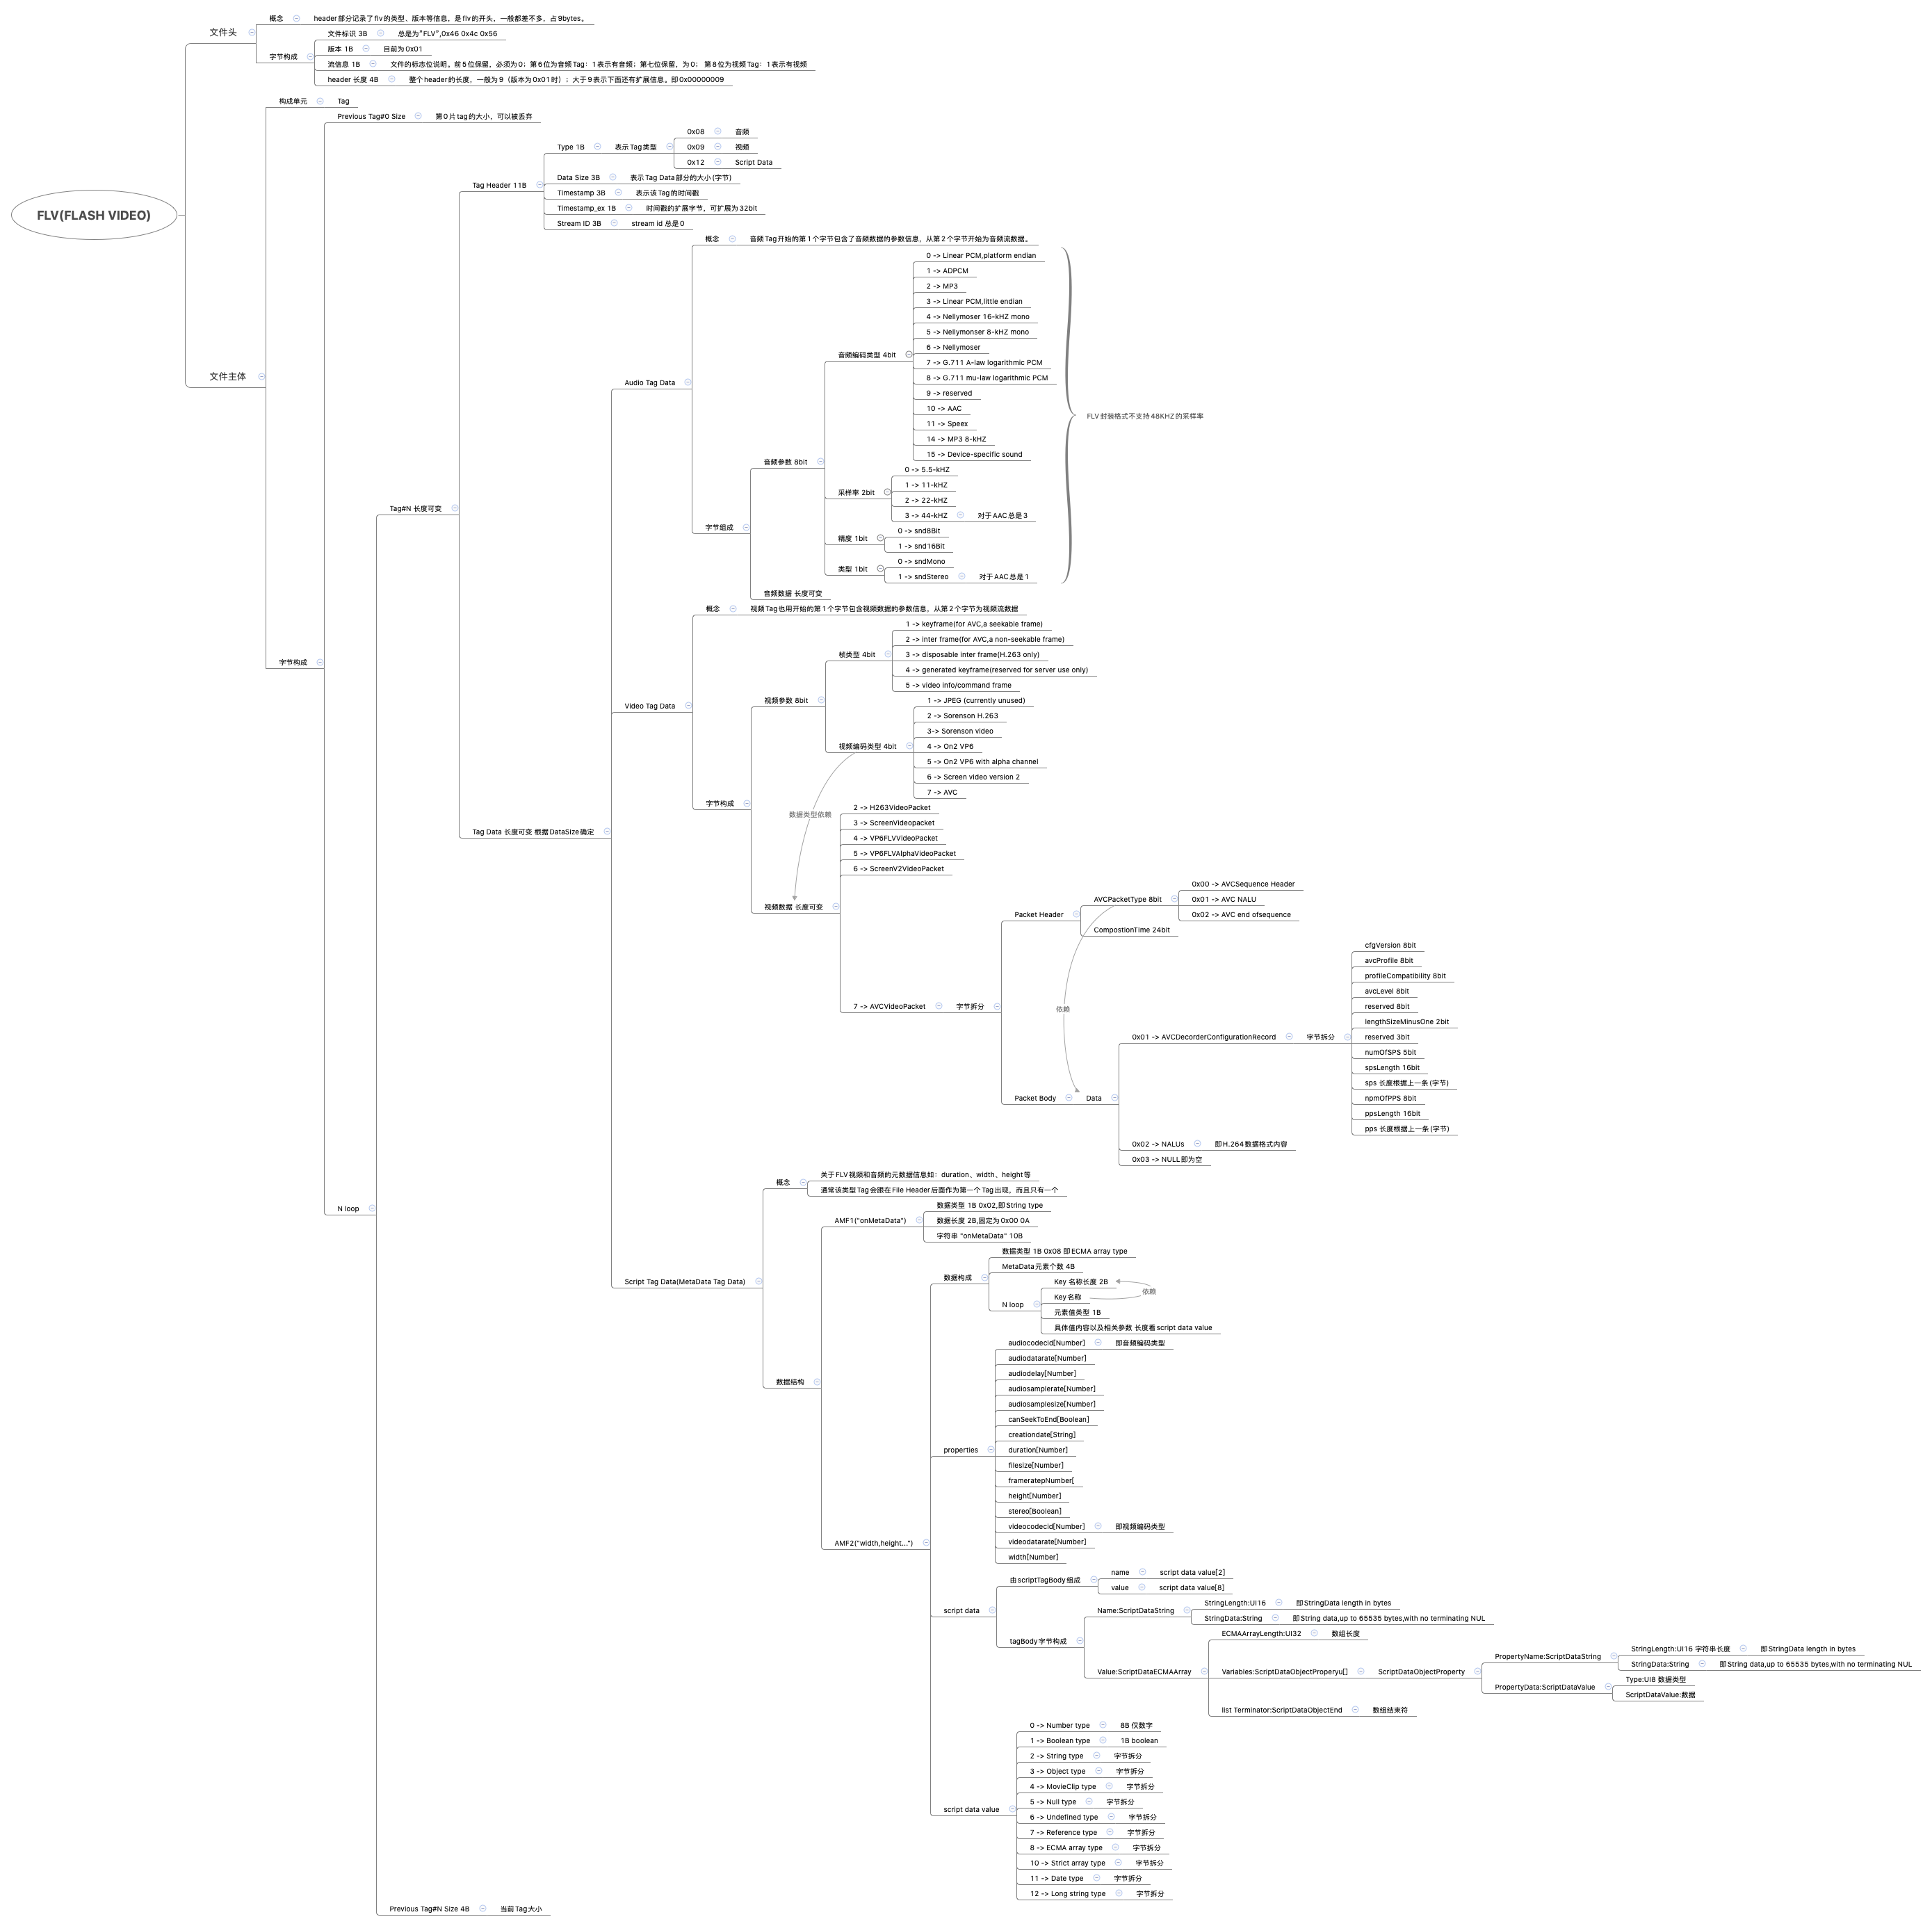 FLV(FLASH VIDEO)
文件头
概念
header部分记录了flv的类型、版本等信息，是flv的开头，一般都差不多，占9bytes。
字节构成
文件标识 3B
总是为"FLV",0x46 0x4c 0x56
版本 1B
目前为0x01
流信息 1B
文件的标志位说明。前5位保留，必须为0；第6位为音频Tag：1表示有音频；第七位保留，为0； 第8位为视频Tag：1表示有视频
header 长度 4B
整个header的长度，一般为9（版本为0x01时）；大于9表示下面还有扩展信息。即0x00000009
文件主体
构成单元
Tag
字节构成
Previous Tag#0 Size
第0片tag的大小，可以被丢弃
N loop
Tag#N 长度可变
Tag Header 11B
Type 1B
表示Tag类型
0x08
音频
0x09
视频
0x12
Script Data
Data Size 3B
表示Tag Data部分的大小(字节)
Timestamp 3B
表示该Tag的时间戳
Timestamp_ex 1B
时间戳的扩展字节，可扩展为32bit
Stream ID 3B
stream id 总是0
Tag Data 长度可变 根据DataSize确定
Audio Tag Data
概念
音频Tag开始的第1个字节包含了音频数据的参数信息，从第2个字节开始为音频流数据。
字节组成
音频参数 8bit
音频编码类型 4bit
0 -> Linear PCM,platform endian
1 -> ADPCM
2 -> MP3
3 -> Linear PCM,little endian
4 -> Nellymoser 16-kHZ mono
5 -> Nellymonser 8-kHZ mono
6 -> Nellymoser
7 -> G.711 A-law logarithmic PCM
8 -> G.711 mu-law logarithmic PCM
9 -> reserved
10 -> AAC
11 -> Speex
14 -> MP3 8-kHZ
15 -> Device-specific sound
采样率 2bit
0 -> 5.5-kHZ
1 -> 11-kHZ
2 -> 22-kHZ
3 -> 44-kHZ
对于AAC总是3
精度 1bit
0 -> snd8Bit
1 -> snd16Bit
类型 1bit
0 -> sndMono
1 -> sndStereo
对于AAC总是1
音频数据 长度可变
FLV封装格式不支持48KHZ的采样率
Video Tag Data
概念
视频Tag也用开始的第1个字节包含视频数据的参数信息，从第2个字节为视频流数据
字节构成
视频参数 8bit
桢类型 4bit
1 -> keyframe(for AVC,a seekable frame)
2 -> inter frame(for AVC,a non-seekable frame)
3 -> disposable inter frame(H.263 only)
4 -> generated keyframe(reserved for server use only)
5 -> video info/command frame
视频编码类型 4bit
1 -> JPEG (currently unused)
2 -> Sorenson H.263
3-> Sorenson video
4 -> On2 VP6
5 -> On2 VP6 with alpha channel
6 -> Screen video version 2
7 -> AVC
数据类型依赖
视频数据 长度可变
2 -> H263VideoPacket
3 -> ScreenVideopacket
4 -> VP6FLVVideoPacket
5 -> VP6FLVAlphaVideoPacket
6 -> ScreenV2VideoPacket
7 -> AVCVideoPacket
字节拆分
Packet Header
AVCPacketType 8bit
0x00 -> AVCSequence Header
0x01 -> AVC NALU
0x02 -> AVC end ofsequence
CompostionTime 24bit
依赖
Packet Body
Data
0x01 -> AVCDecorderConfigurationRecord
字节拆分
cfgVersion 8bit
avcProfile 8bit
profileCompatibility 8bit
avcLevel 8bit
reserved 8bit
lengthSizeMinusOne 2bit
reserved 3bit
numOfSPS 5bit
spsLength 16bit
sps 长度根据上一条(字节)
npmOfPPS 8bit
ppsLength 16bit
pps 长度根据上一条(字节)
0x02 -> NALUs
即H.264数据格式内容
0x03 -> NULL即为空
Script Tag Data(MetaData Tag Data)
概念
关于FLV视频和音频的元数据信息如：duration、width、height等
通常该类型Tag会跟在File Header后面作为第一个Tag出现，而且只有一个
数据结构
AMF1("onMetaData")
数据类型 1B 0x02,即String type
数据长度 2B,固定为0x00 0A
字符串 "onMetaData" 10B
AMF2("width,height...")
数据构成
数据类型 1B 0x08 即ECMA array type
MetaData元素个数 4B
N loop
Key 名称长度 2B
Key名称
依赖
元素值类型 1B
具体值内容以及相关参数 长度看script data value
properties
audiocodecid[Number]
即音频编码类型
audiodatarate[Number]
audiodelay[Number]
audiosamplerate[Number]
audiosamplesize[Number]
canSeekToEnd[Boolean]
creationdate[String]
duration[Number]
filesize[Number]
frameratepNumber[
height[Number]
stereo[Boolean]
videocodecid[Number]
即视频编码类型
videodatarate[Number]
width[Number]
script data
由scriptTagBody组成
name
script data value[2]
value
script data value[8]
tagBody字节构成
Name:ScriptDataString
StringLength:UI16
即StringData length in bytes
StringData:String
即String data,up to 65535 bytes,with no terminating NUL
Value:ScriptDataECMAArray
ECMAArrayLength:UI32
数组长度
Variables:ScriptDataObjectProperyu[]
ScriptDataObjectProperty
PropertyName:ScriptDataString
StringLength:UI16 字符串长度
即StringData length in bytes
StringData:String
即String data,up to 65535 bytes,with no terminating NUL
PropertyData:ScriptDataValue
Type:UI8 数据类型
ScriptDataValue:数据
list Terminator:ScriptDataObjectEnd
数组结束符
script data value
0 -> Number type
8B 仅数字
1 -> Boolean type
1B boolean
2 -> String type
字节拆分
3 -> Object type
字节拆分
4 -> MovieClip type
字节拆分
5 -> Null type
字节拆分
6 -> Undefined type
字节拆分
7 -> Reference type
字节拆分
8 -> ECMA array type
字节拆分
10 -> Strict array type
字节拆分
11 -> Date type
字节拆分
12 -> Long string type
字节拆分
Previous Tag#N Size 4B
当前Tag大小